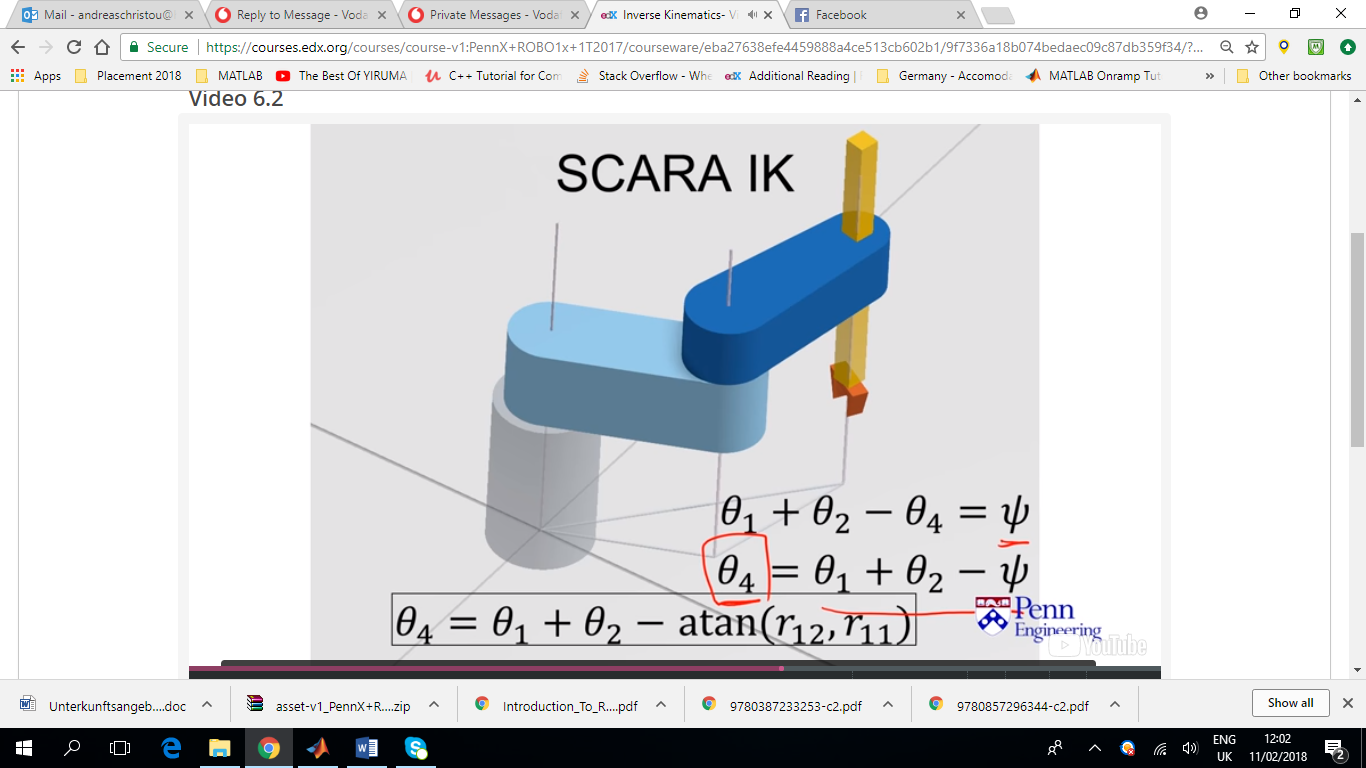 Mail - andreaschristou@
Reply to Message - Voda
Private Messages - Vodaf
Inverse Kinematics- Vi
Facebook
Secure
https://courses.edx.org/courses/course-v1:PennX+ROBO1x+1T2017/courseware/eba27638efe4459888a4ce513cb602b1/9f7336a18b074bedaec09c87db359f34/?...
Apps
Placement 2018
MATLAB
The Best Of YIRUMA
C++ Tutorial for Com
Stack Overflow - Whe
Additional Reading |
Germany - Accomoda
MATLAB Onramp Tut
»
Other bookmarks
Video 6.2
SCARA IK
θ₁ + θ₂ − θ₄ = ψ
θ₄ = θ₁ + θ₂ − ψ
θ₄ = θ₁ + θ₂ − atan(r₁₂, r₁₁)
Penn
Engineering
YouTube
Unterkunftsangeb....doc
asset-v1_PennX+R....zip
Introduction_To_R....pdf
9780387233253-c2.pdf
9780857296344-c2.pdf
Show all
ENG
UK
12:02
11/02/2018
2